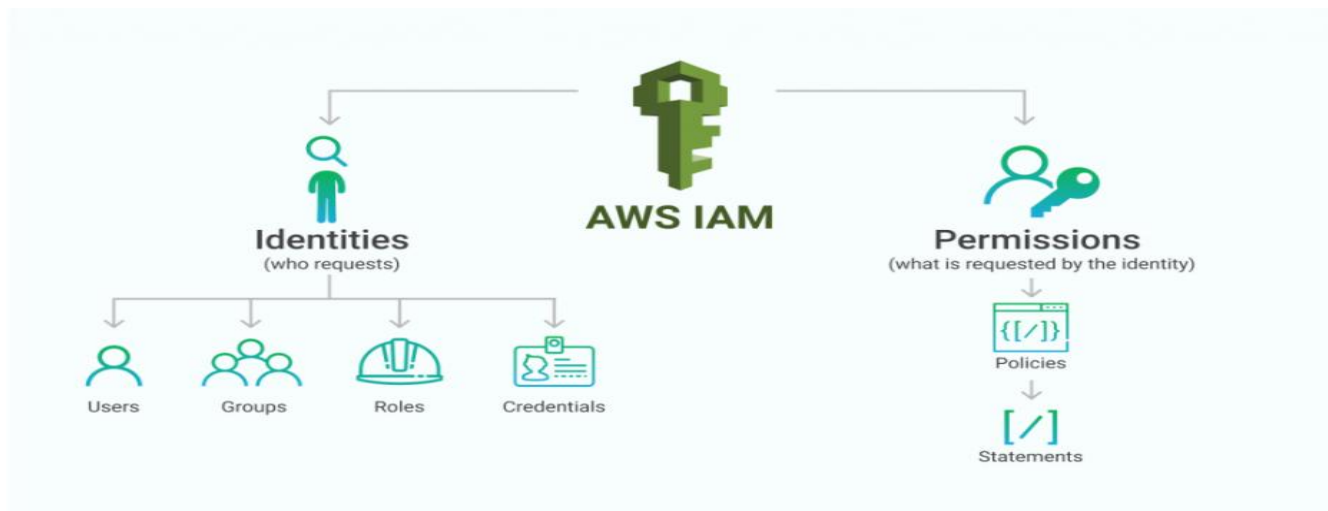 AWS IAM
Identities
(who requests)
Users
Groups
Roles
Credentials
Permissions
(what is requested by the identity)
{[/]}
Policies
[/]
Statements